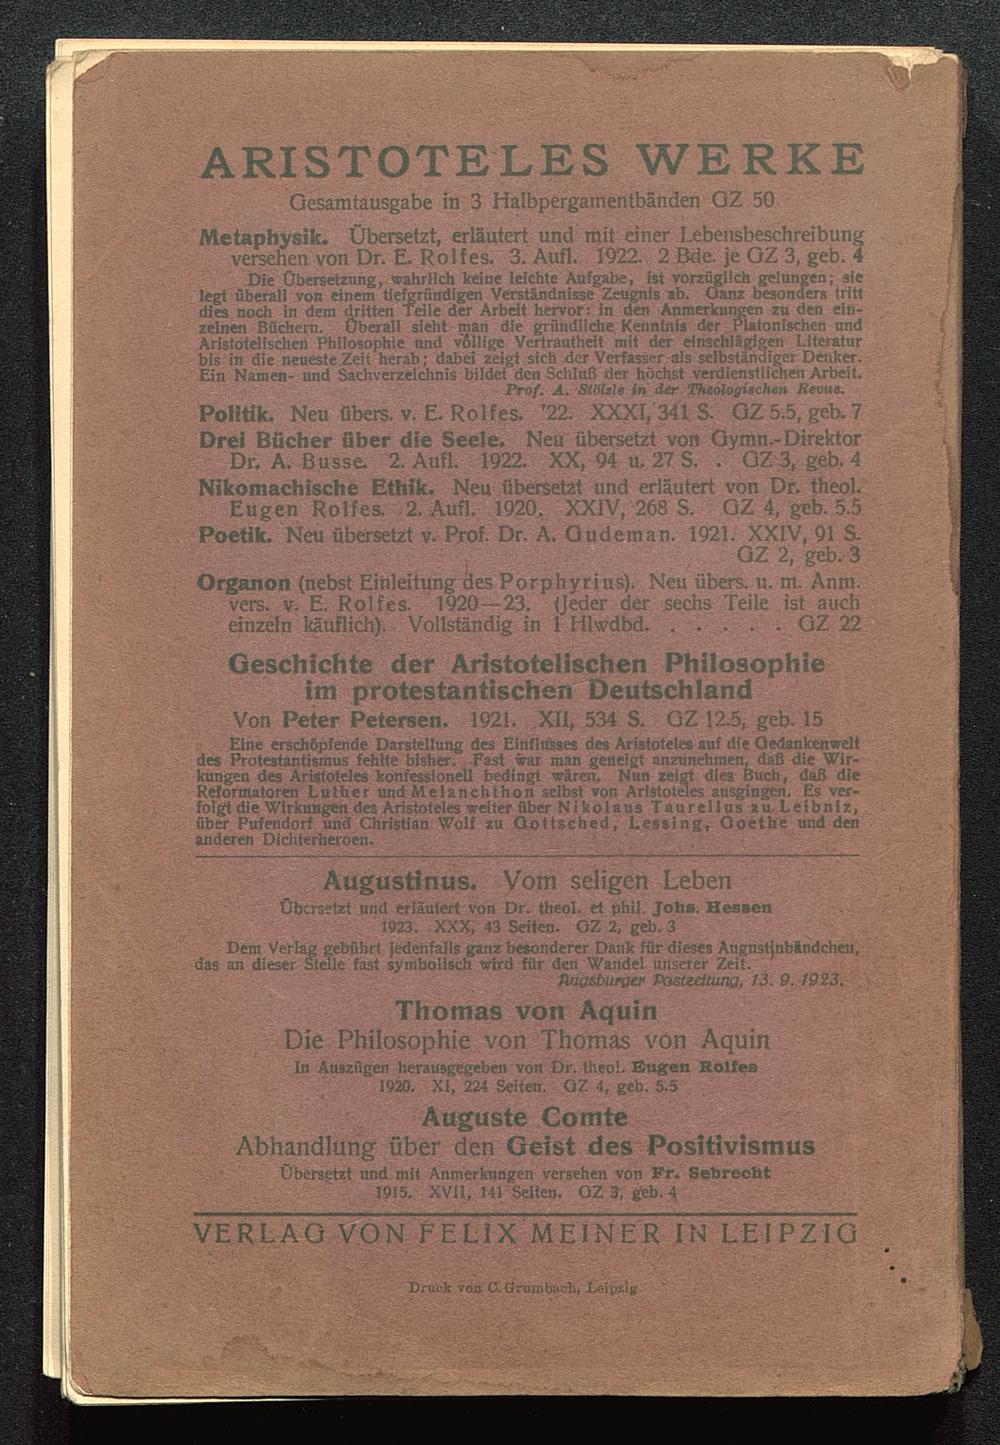 ARISTOTELES WERKE
Gesamtausgabe in 3 Halbpergamentbänden GZ 50
Metaphysik. Übersetzt, erläutert und mit einer Lebensbeschreibung
versehen von Dr. E. Rolfes. 3. Aufl. 1922. 2 Bde. je GZ 3, geb. 4
Die Übersetzung, wahrlich keine leichte Aufgabe, ist vorzüglich gelungen; sie
legt überall von einem tiefgründigen Verständnisse Zeugnis ab. Ganz besonders tritt
dies noch in dem dritten Teile der Arbeit hervor: in den Anmerkungen zu den ein-
zelnen Büchern. Überall sieht man die gründliche Kenntnis der Platonischen und
Aristotelischen Philosophie und völlige Vertrautheit mit der einschlägigen Literatur
bis in die neueste Zeit herab; dabei zeigt sich der Verfasser als selbständiger Denker.
Ein Namen- und Sachverzeichnis bildet den Schluß der höchst verdienstlichen Arbeit.
Prof. A. Stölzle in der Theologischen Revue.
Politik. Neu übers. v. E. Rolfes. '22. XXXI, 341 S. GZ 5.5, geb. 7
Drei Bücher über die Seele. Neu übersetzt von Gymn.-Direktor
Dr. A. Busse. 2. Aufl. 1922. XX, 94 u. 27 S. . GZ 3, geb. 4
Nikomachische Ethik. Neu übersetzt und erläutert von Dr. theol.
Eugen Rolfes. 2. Aufl. 1920. XXIV, 268 S. GZ 4, geb. 5.5
Poetik. Neu übersetzt v. Prof. Dr. A. Gudeman. 1921. XXIV, 91 S.
GZ 2, geb. 3
Organon (nebst Einleitung des Porphyrius). Neu übers. u. m. Anm.
vers. v. E. Rolfes. 1920—23. (Jeder der sechs Teile ist auch
einzeln käuflich). Vollständig in 1 Hlwdbd. . . . . . . GZ 22
Geschichte der Aristotelischen Philosophie
im protestantischen Deutschland
Von Peter Petersen. 1921. XII, 534 S. GZ 12.5, geb. 15
Eine erschöpfende Darstellung des Einflusses des Aristoteles auf die Gedankenwelt
des Protestantismus fehlte bisher. Fast war man geneigt anzunehmen, daß die Wir-
kungen des Aristoteles konfessionell bedingt wären. Nun zeigt dies Buch, daß die
Reformatoren Luther und Melanchthon selbst von Aristoteles ausgingen. Es ver-
folgt die Wirkungen des Aristoteles weiter über Nikolaus Taurellus zu Leibniz,
über Pufendorf und Christian Wolf zu Gottsched, Lessing, Goethe und den
anderen Dichterheroen.
Augustinus. Vom seligen Leben
Übersetzt und erläutert von Dr. theol. et phil. Johs. Hessen
1923. XXX, 43 Seiten. GZ 2, geb. 3
Dem Verlag gebührt jedenfalls ganz besonderer Dank für dieses Augustinbändchen,
das an dieser Stelle fast symbolisch wird für den Wandel unserer Zeit.
Augsburger Postzeitung, 13. 9. 1923.
Thomas von Aquin
Die Philosophie von Thomas von Aquin
In Auszügen herausgegeben von Dr. theol. Eugen Rolfes
1920. XI, 224 Seiten. GZ 4, geb. 5.5
Auguste Comte
Abhandlung über den Geist des Positivismus
Übersetzt und mit Anmerkungen versehen von Fr. Sebrecht
1915. XVII, 141 Seiten. GZ 3, geb. 4
VERLAG VON FELIX MEINER IN LEIPZIG
Druck von C. Grumbach, Leipzig